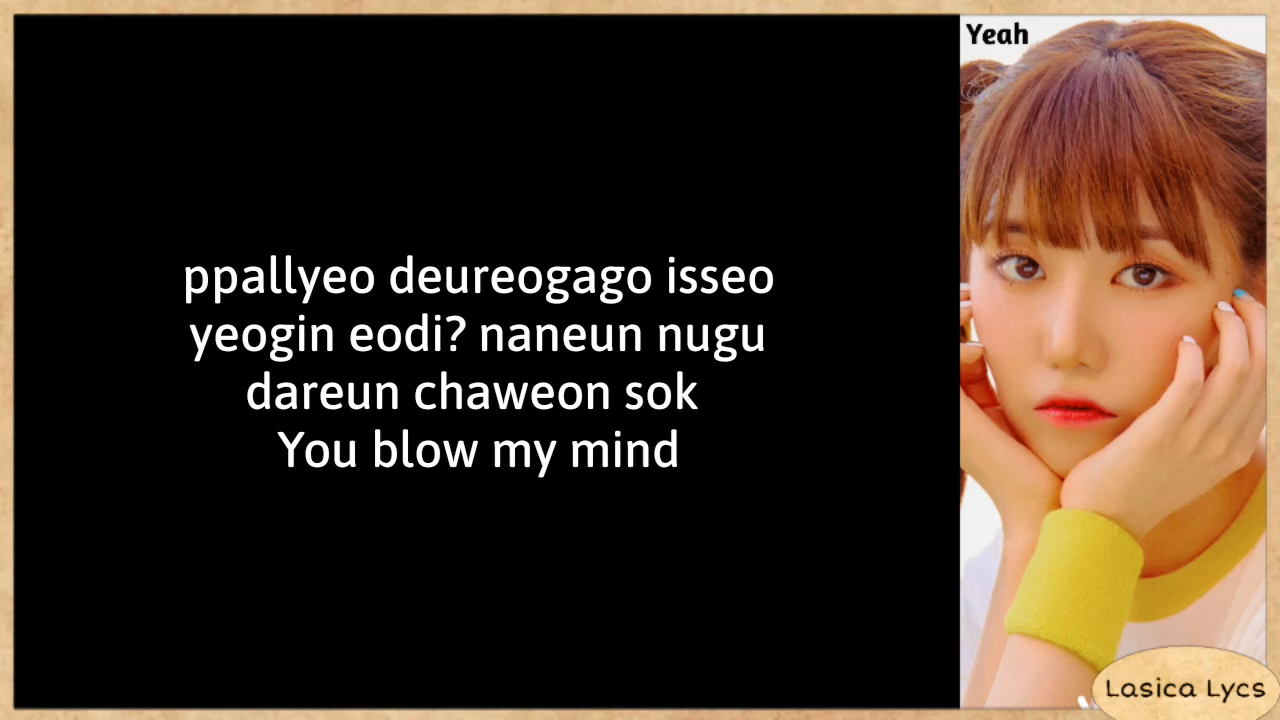 Yeah
ppallyeo deureogago isseo
yeogin eodi? naneun nugu
dareun chaweon sok
You blow my mind
Lasica Lycs